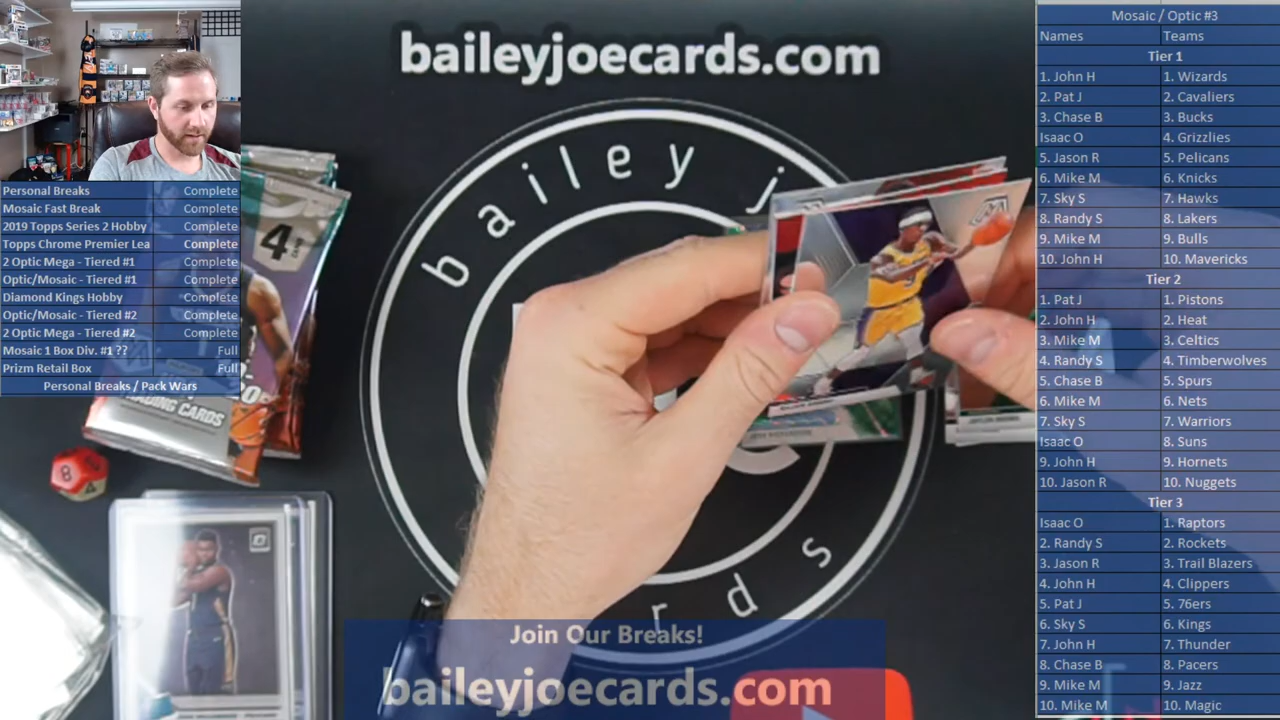 baileyjoecards.com
Personal Breaks Complete
Mosaic Fast Break Complete
2019 Topps Series 2 Hobby Complete
Topps Chrome Premier Lea Complete
2 Optic Mega - Tiered #1 Complete
Optic/Mosaic - Tiered #1 Complete
Diamond Kings Hobby Complete
Optic/Mosaic - Tiered #2 Complete
2 Optic Mega - Tiered #2 Complete
Mosaic 1 Box Div. #1 ?? Full
Prizm Retail Box Full
Personal Breaks / Pack Wars
bailey j
r d s
4
TRADING CARDS
8
4
Join Our Breaks!
baileyjoecards.com
Mosaic / Optic #3
Names Teams
Tier 1
1. John H 1. Wizards
2. Pat J 2. Cavaliers
3. Chase B 3. Bucks
Isaac O 4. Grizzlies
5. Jason R 5. Pelicans
6. Mike M 6. Knicks
7. Sky S 7. Hawks
8. Randy S 8. Lakers
9. Mike M 9. Bulls
10. John H 10. Mavericks
Tier 2
1. Pat J 1. Pistons
2. John H 2. Heat
3. Mike M 3. Celtics
4. Randy S 4. Timberwolves
5. Chase B 5. Spurs
6. Mike M 6. Nets
7. Sky S 7. Warriors
Isaac O 8. Suns
9. John H 9. Hornets
10. Jason R 10. Nuggets
Tier 3
Isaac O 1. Raptors
2. Randy S 2. Rockets
3. Jason R 3. Trail Blazers
4. John H 4. Clippers
5. Pat J 5. 76ers
6. Sky S 6. Kings
7. John H 7. Thunder
8. Chase B 8. Pacers
9. Mike M 9. Jazz
10. Mike M 10. Magic